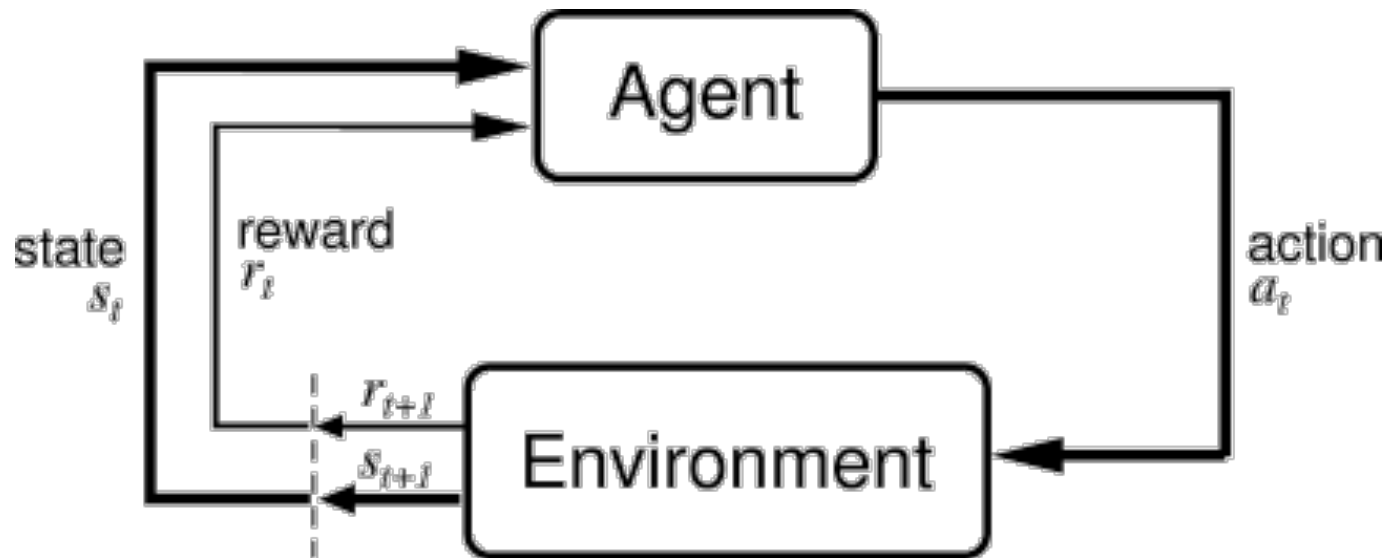 Agent
state
s_t
reward
r_t
action
a_t
r_{t+1}
s_{t+1}
Environment